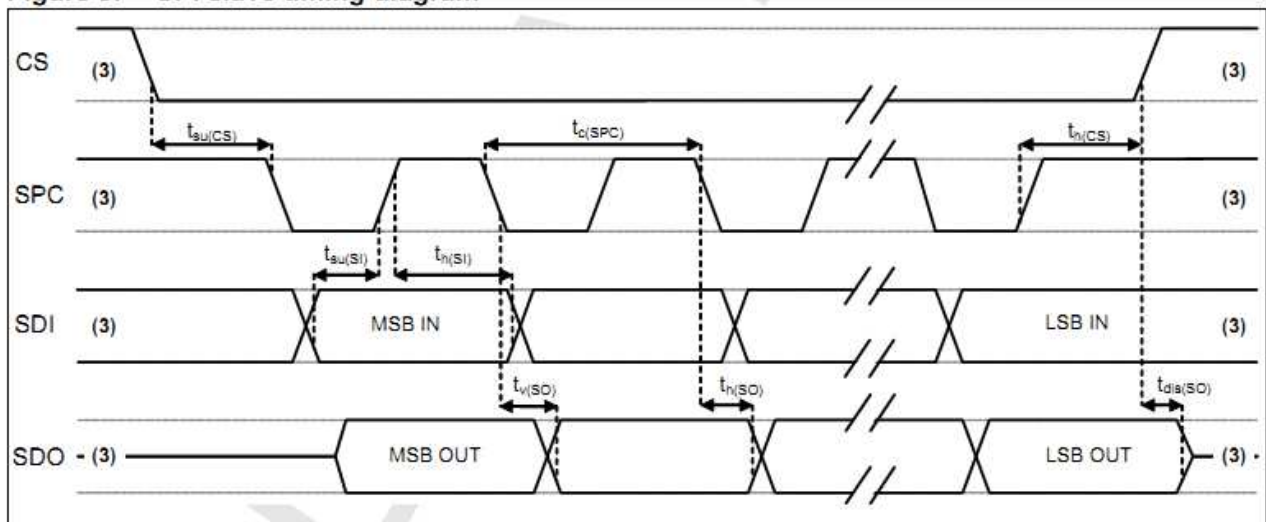 CS (3) (3)
t_su(CS) t_c(SPC) t_h(CS)
SPC (3) (3)
t_su(SI) t_h(SI)
SDI (3) MSB IN LSB IN (3)
t_v(SO) t_h(SO) t_dis(SO)
SDO (3) MSB OUT LSB OUT (3)